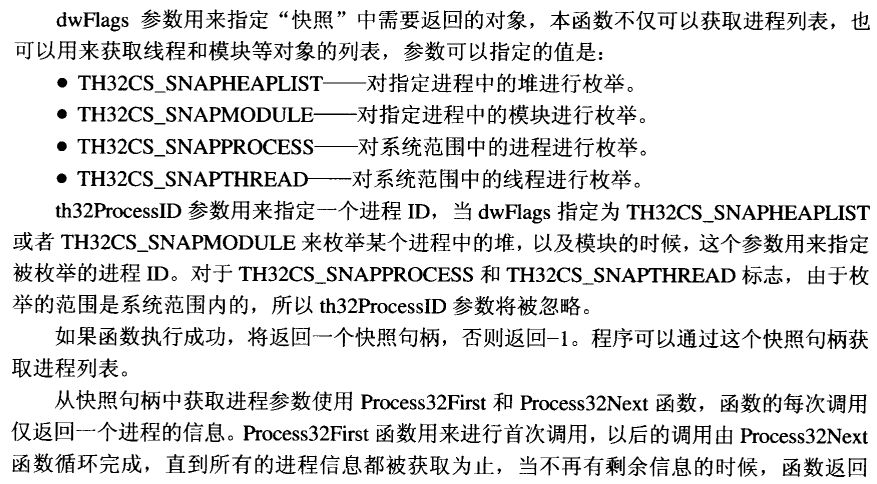 dwFlags 参数用来指定“快照”中需要返回的对象，本函数不仅可以获取进程列表，也
可以用来获取线程和模块等对象的列表，参数可以指定的值是：
● TH32CS_SNAPHEAPLIST——对指定进程中的堆进行枚举。
● TH32CS_SNAPMODULE——对指定进程中的模块进行枚举。
● TH32CS_SNAPPROCESS——对系统范围中的进程进行枚举。
● TH32CS_SNAPTHREAD——对系统范围中的线程进行枚举。
th32ProcessID 参数用来指定一个进程 ID，当 dwFlags 指定为 TH32CS_SNAPHEAPLIST
或者 TH32CS_SNAPMODULE 来枚举某个进程中的堆，以及模块的时候，这个参数用来指定
被枚举的进程 ID。对于 TH32CS_SNAPPROCESS 和 TH32CS_SNAPTHREAD 标志，由于枚
举的范围是系统范围内的，所以 th32ProcessID 参数将被忽略。
如果函数执行成功，将返回一个快照句柄，否则返回–1。程序可以通过这个快照句柄获
取进程列表。
从快照句柄中获取进程参数使用 Process32First 和 Process32Next 函数，函数的每次调用
仅返回一个进程的信息。Process32First 函数用来进行首次调用，以后的调用由 Process32Next
函数循环完成，直到所有的进程信息都被获取为止，当不再有剩余信息的时候，函数返回